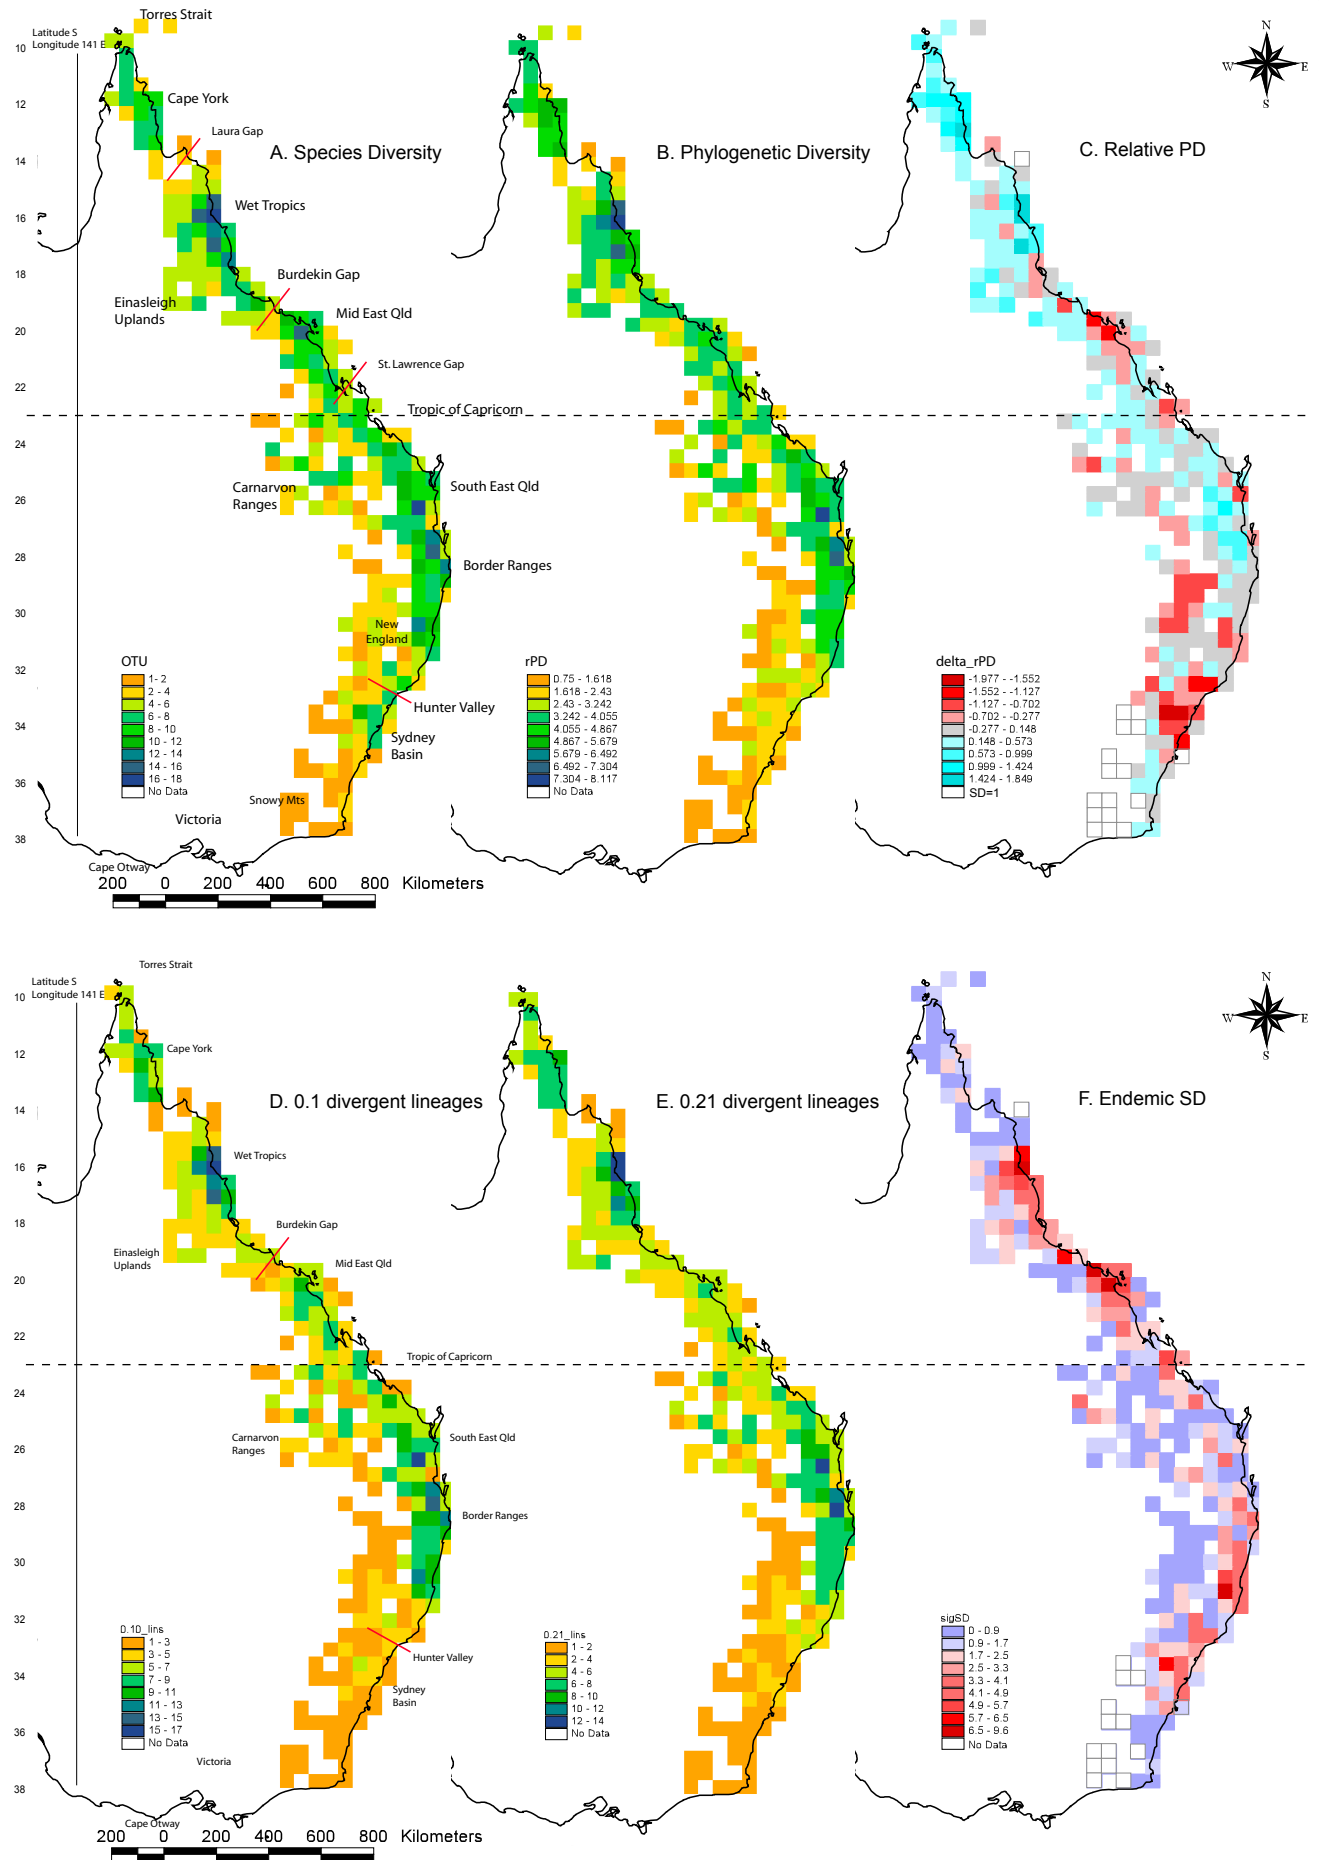 Torres Strait
Latitude S
Longitude 141 E
10
Cape York
12
Laura Gap
A. Species Diversity
B. Phylogenetic Diversity
C. Relative PD
N
W
E
S
14
Wet Tropics
16
Burdekin Gap
18
Einasleigh
Uplands
Mid East Qld
20
St. Lawrence Gap
22
Tropic of Capricorn
24
Carnarvon
Ranges
South East Qld
26
28
Border Ranges
30
New
England
32
Hunter Valley
34
Sydney
Basin
36
Snowy Mts
Victoria
38
Cape Otway
OTU
1 - 2
2 - 4
4 - 6
6 - 8
8 - 10
10 - 12
12 - 14
14 - 16
16 - 18
No Data
rPD
0.75 - 1.618
1.618 - 2.43
2.43 - 3.242
3.242 - 4.055
4.055 - 4.867
4.867 - 5.679
5.679 - 6.492
6.492 - 7.304
7.304 - 8.117
No Data
delta_rPD
-1.977 - -1.552
-1.552 - -1.127
-1.127 - -0.702
-0.702 - -0.277
-0.277 - 0.148
0.148 - 0.573
0.573 - 0.999
0.999 - 1.424
1.424 - 1.849
SD=1
200 0 200 400 600 800 Kilometers
Torres Strait
Latitude S
Longitude 141 E
10
Cape York
12
D. 0.1 divergent lineages
E. 0.21 divergent lineages
F. Endemic SD
N
W
E
S
14
Wet Tropics
16
Burdekin Gap
18
Einasleigh
Uplands
Mid East Qld
20
22
Tropic of Capricorn
24
Carnarvon
Ranges
South East Qld
26
28
Border Ranges
30
32
Hunter Valley
34
Sydney
Basin
36
Victoria
38
Cape Otway
0.10_lins
1 - 3
3 - 5
5 - 7
7 - 9
9 - 11
11 - 13
13 - 15
15 - 17
No Data
0.21_lins
1 - 2
2 - 4
4 - 6
6 - 8
8 - 10
10 - 12
12 - 14
No Data
sigSD
0 - 0.9
0.9 - 1.7
1.7 - 2.5
2.5 - 3.3
3.3 - 4.1
4.1 - 4.9
4.9 - 5.7
5.7 - 6.5
6.5 - 9.6
No Data
200 0 200 400 600 800 Kilometers